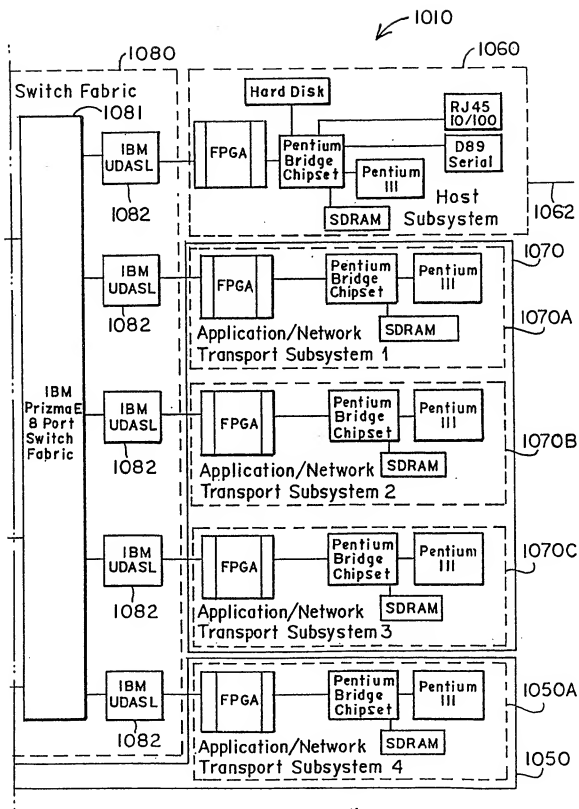 1010
1080
1060
Switch Fabric
1081
Hard Disk
RJ45
10/100
IBM
UDASL
FPGA
Pentium
Bridge
Chipset
D89
Serial
Pentium
III
1082
Host
Subsystem
SDRAM
1062
1070
IBM
UDASL
FPGA
Pentium
Bridge
Chipset
Pentium
III
1082
SDRAM
1070A
Application/Network
Transport Subsystem 1
IBM
PrizmaE
8 Port
Switch
Fabric
IBM
UDASL
FPGA
Pentium
Bridge
Chipset
Pentium
III
1082
SDRAM
1070B
Application/Network
Transport Subsystem 2
IBM
UDASL
FPGA
Pentium
Bridge
Chipset
Pentium
III
1070C
1082
SDRAM
Application/Network
Transport Subsystem 3
IBM
UDASL
FPGA
Pentium
Bridge
Chipset
Pentium
III
1050A
1082
SDRAM
Application/Network
Transport Subsystem 4
1050